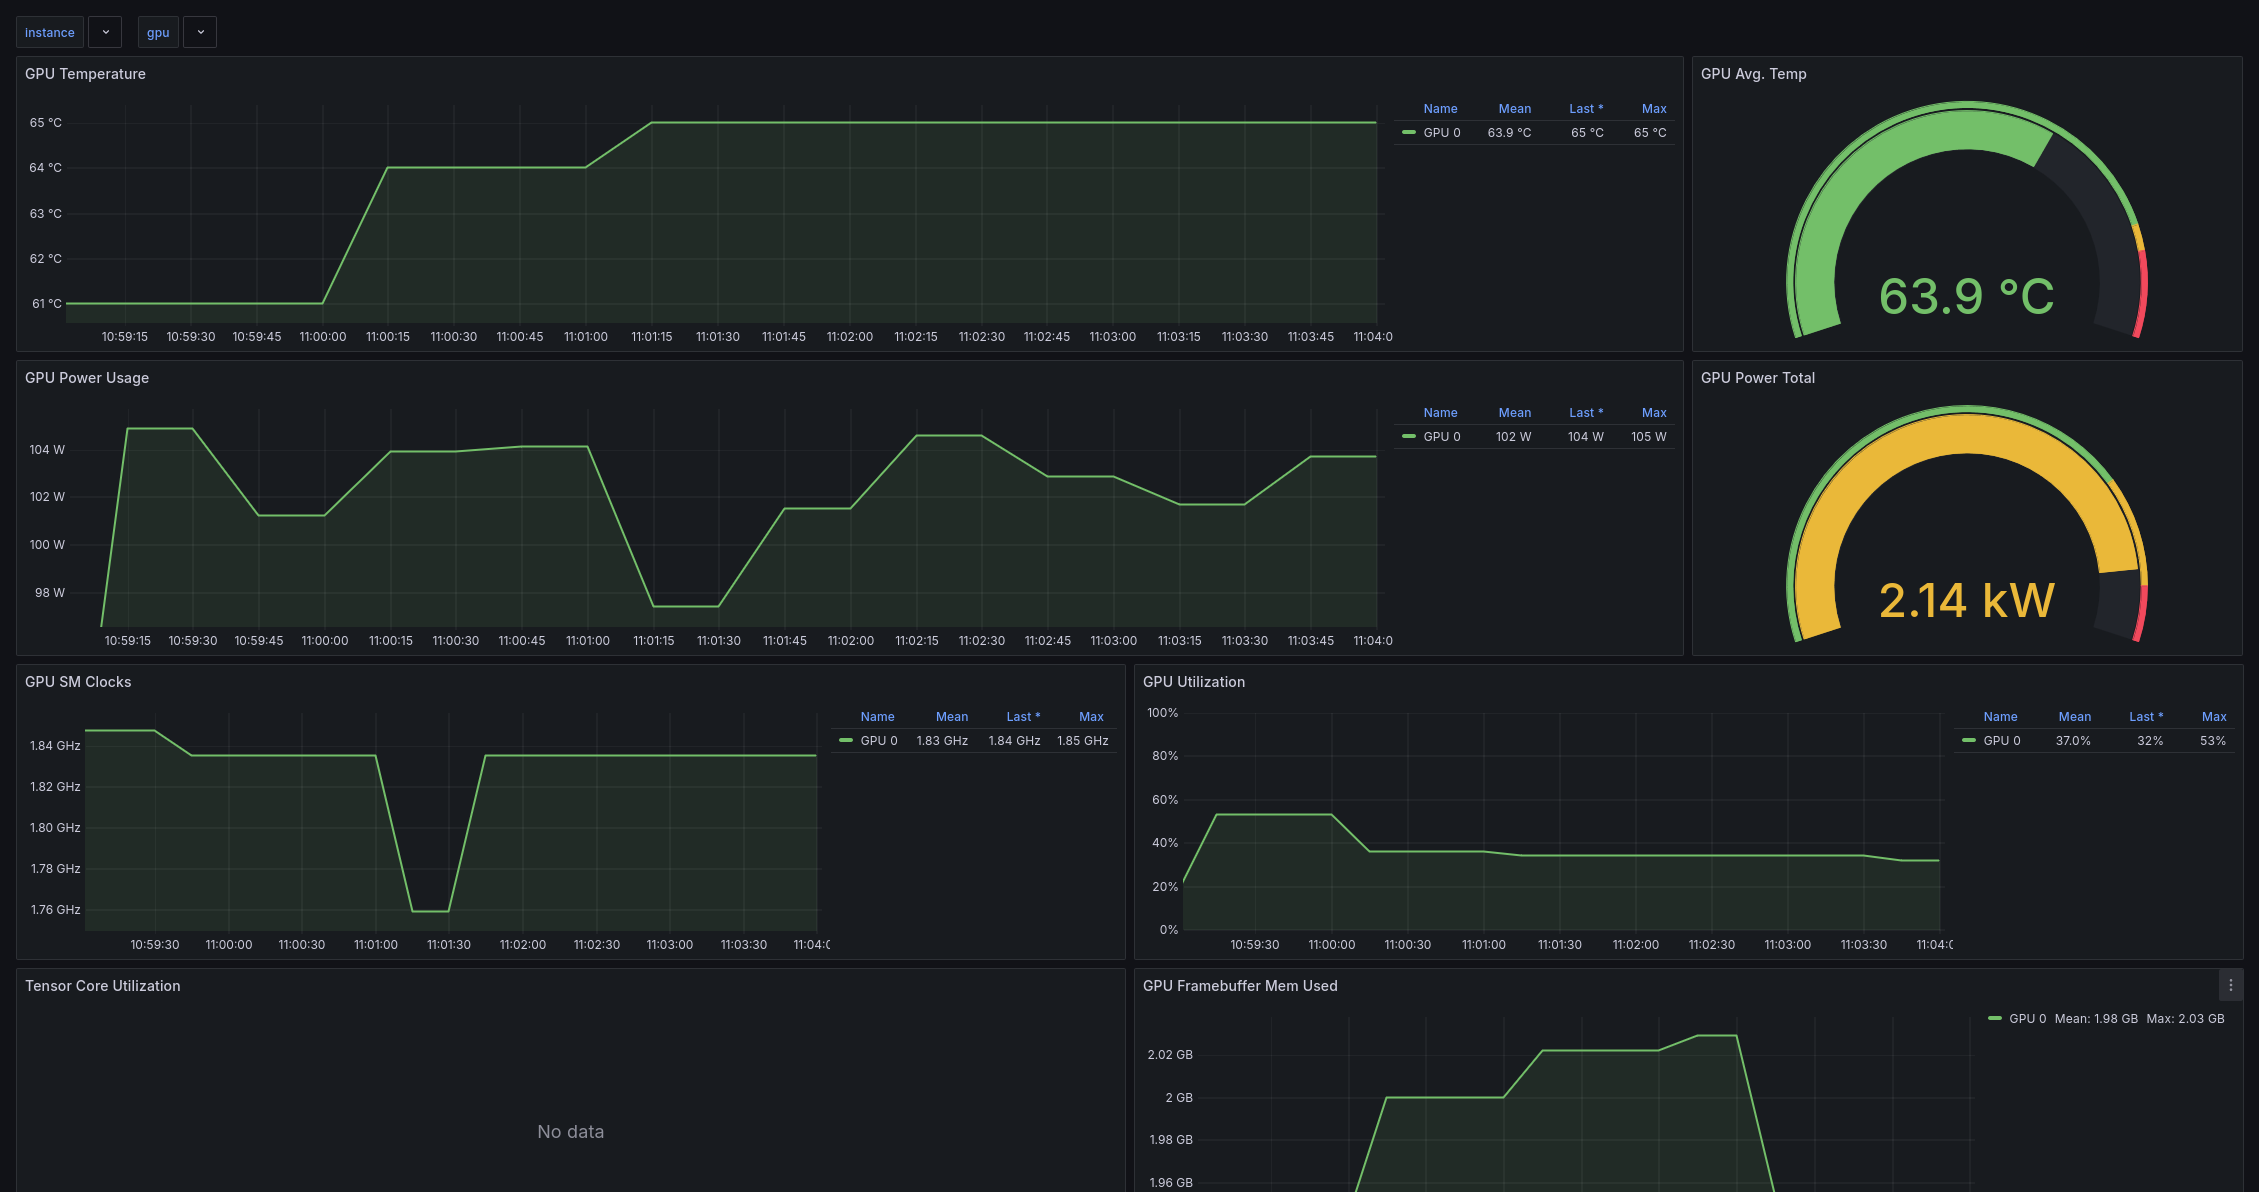 instance gpu
GPU Temperature
65 °C
64 °C
63 °C
62 °C
61 °C
10:59:15 10:59:30 10:59:45 11:00:00 11:00:15 11:00:30 11:00:45 11:01:00 11:01:15 11:01:30 11:01:45 11:02:00 11:02:15 11:02:30 11:02:45 11:03:00 11:03:15 11:03:30 11:03:45 11:04:0
Name Mean Last * Max
GPU 0 63.9 °C 65 °C 65 °C
GPU Avg. Temp
63.9 °C
GPU Power Usage
104 W
102 W
100 W
98 W
10:59:15 10:59:30 10:59:45 11:00:00 11:00:15 11:00:30 11:00:45 11:01:00 11:01:15 11:01:30 11:01:45 11:02:00 11:02:15 11:02:30 11:02:45 11:03:00 11:03:15 11:03:30 11:03:45 11:04:0
Name Mean Last * Max
GPU 0 102 W 104 W 105 W
GPU Power Total
2.14 kW
GPU SM Clocks
1.84 GHz
1.82 GHz
1.80 GHz
1.78 GHz
1.76 GHz
10:59:30 11:00:00 11:00:30 11:01:00 11:01:30 11:02:00 11:02:30 11:03:00 11:03:30 11:04:0
Name Mean Last * Max
GPU 0 1.83 GHz 1.84 GHz 1.85 GHz
GPU Utilization
100%
80%
60%
40%
20%
0%
10:59:30 11:00:00 11:00:30 11:01:00 11:01:30 11:02:00 11:02:30 11:03:00 11:03:30 11:04:0
Name Mean Last * Max
GPU 0 37.0% 32% 53%
Tensor Core Utilization
No data
GPU Framebuffer Mem Used
2.02 GB
2 GB
1.98 GB
1.96 GB
GPU 0 Mean: 1.98 GB Max: 2.03 GB